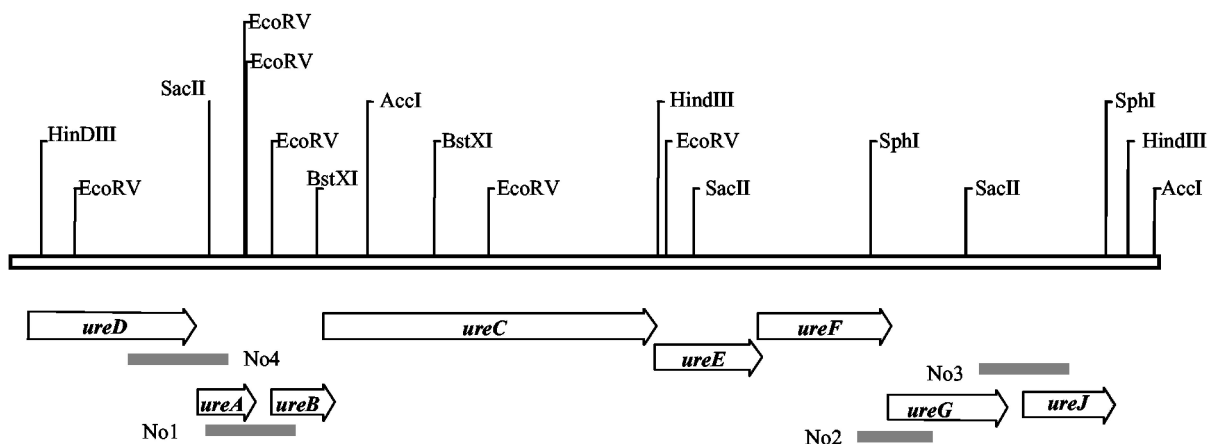 EcoRV
EcoRV
SacII
AccI
HindIII
SphI
HinDIII
EcoRV
BstXI
EcoRV
SphI
HindIII
EcoRV
BstXI
EcoRV
SacII
SacII
AccI
ureD
ureC
ureF
No4
ureE
No3
ureA
ureB
ureG
ureJ
No1
No2